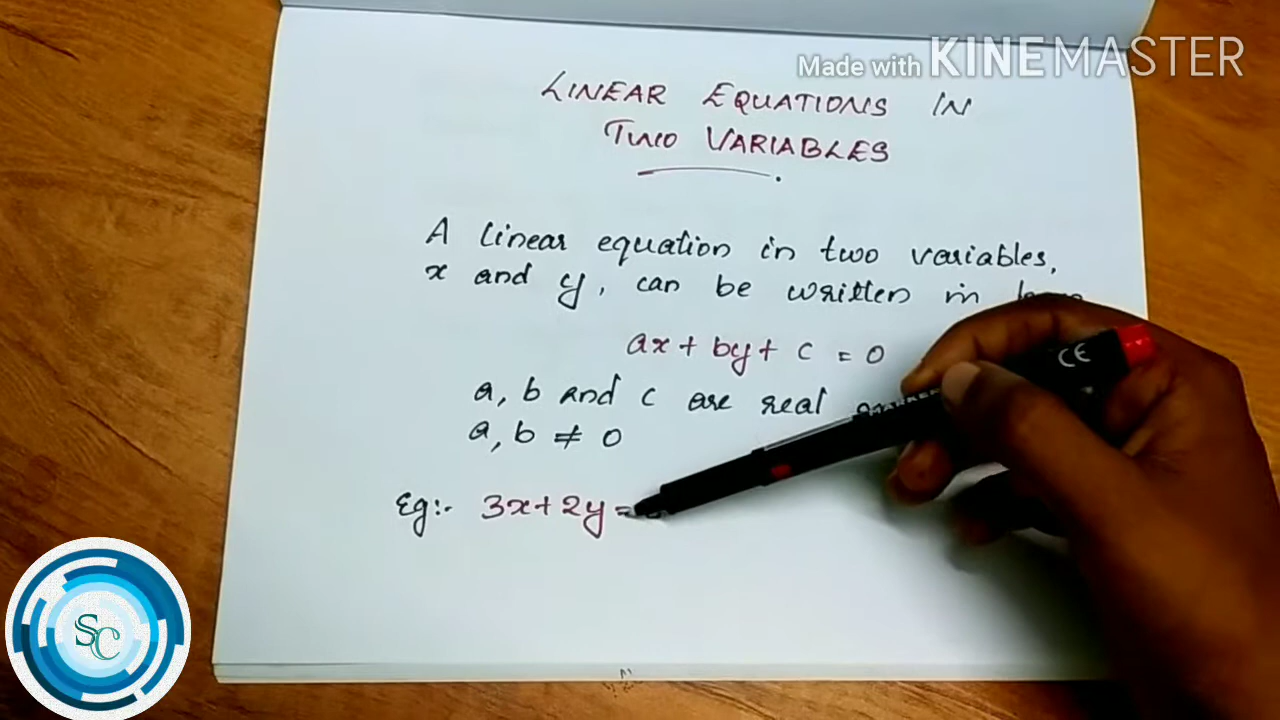 Made with KINEMASTER
LINEAR EQUATIONS IN
TWO VARIABLES
A linear equation in two variables,
x and y, can be written in
ax + by + c = 0
a, b and c are real
a, b ≠ 0
Eg:- 3x + 2y =
CE
SC